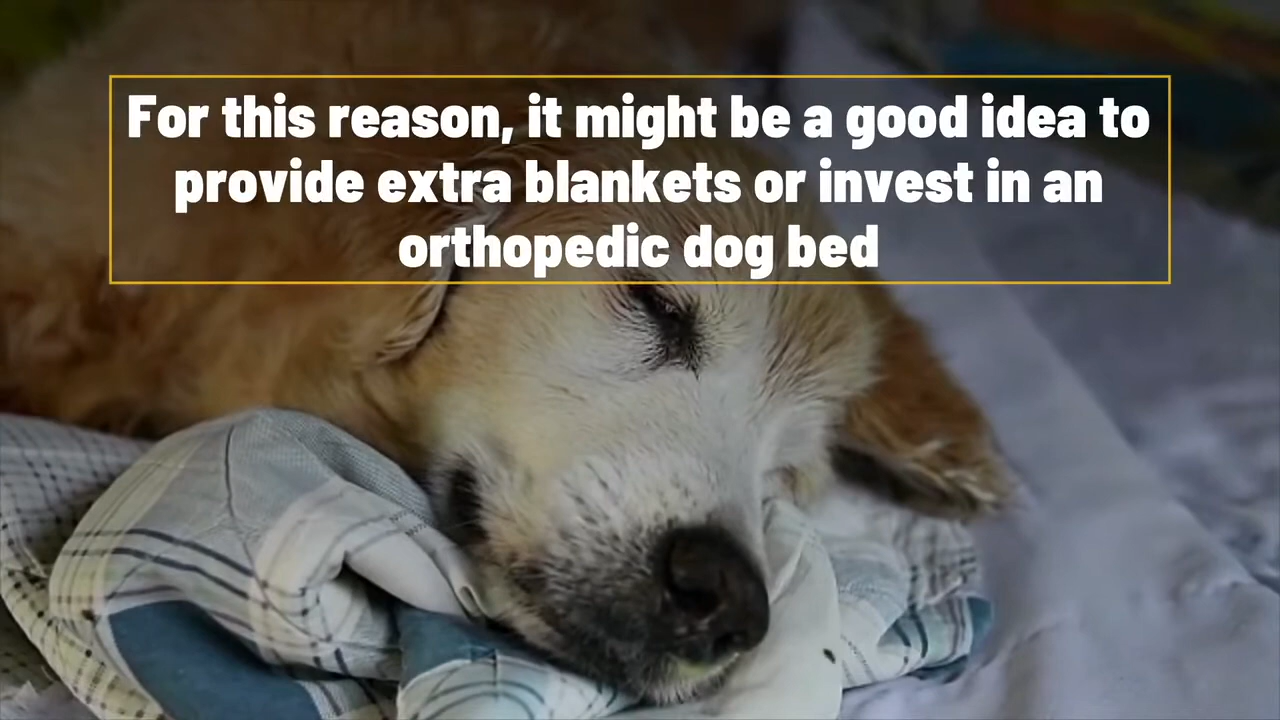 For this reason, it might be a good idea to
provide extra blankets or invest in an
orthopedic dog bed